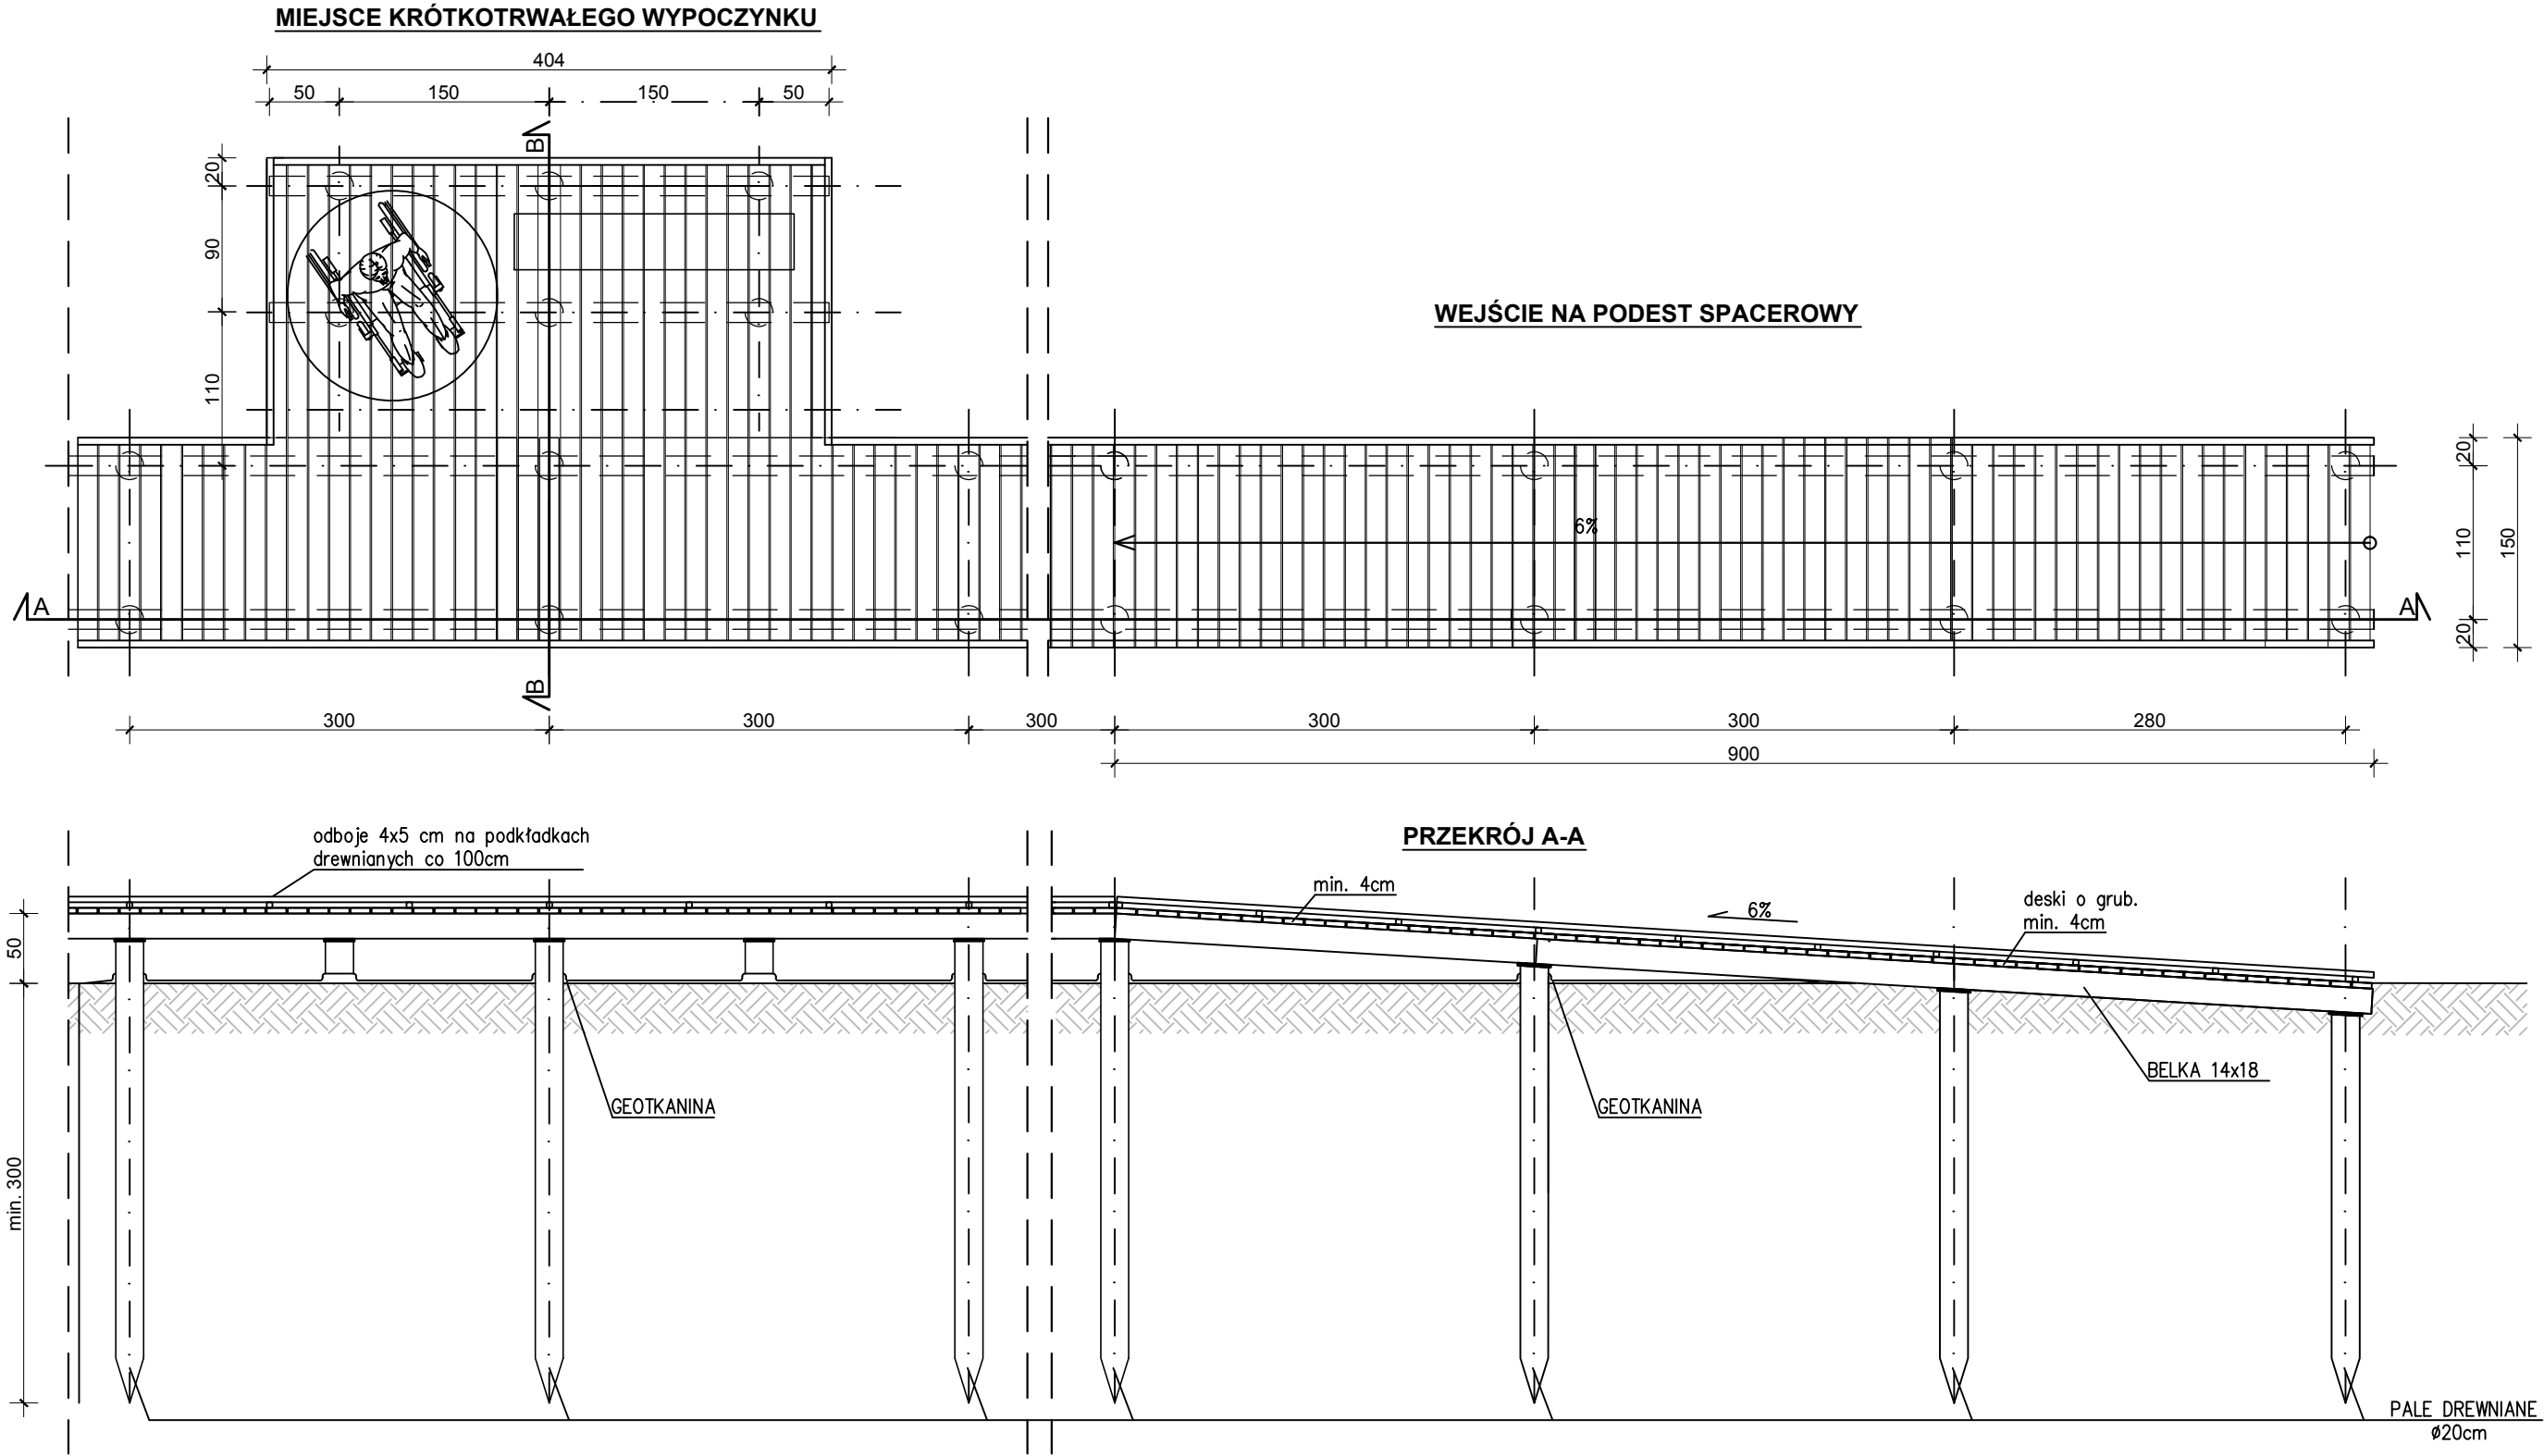 MIEJSCE KRÓTKOTRWAŁEGO WYPOCZYNKU
404
50 150 150 50
B
20
90
110
WEJŚCIE NA PODEST SPACEROWY
20
6%
110
150
A
A
20
B
300 300 300 300 300 280
900
odboje 4x5 cm na podkładkach
drewnianych co 100cm
PRZEKRÓJ A-A
min. 4cm
6%
deski o grub.
min. 4cm
50
BELKA 14x18
GEOTKANINA
GEOTKANINA
min. 300
PALE DREWNIANE
ø20cm